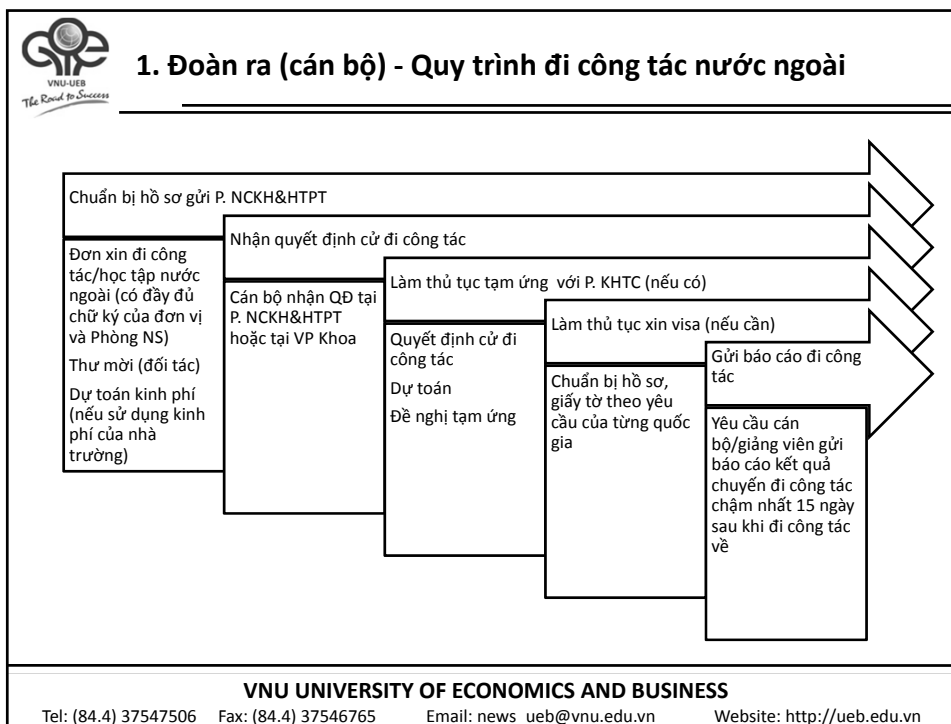 VNU-UEB
The Road to Success
1. Đoàn ra (cán bộ) - Quy trình đi công tác nước ngoài
Chuẩn bị hồ sơ gửi P. NCKH&HTPT
Đơn xin đi công
tác/học tập nước
ngoài (có đầy đủ
chữ ký của đơn vị
và Phòng NS)
Thư mời (đối tác)
Dự toán kinh phí
(nếu sử dụng kinh
phí của nhà
trường)
Nhận quyết định cử đi công tác
Cán bộ nhận QĐ tại
P. NCKH&HTPT
hoặc tại VP Khoa
Làm thủ tục tạm ứng với P. KHTC (nếu có)
Quyết định cử đi
công tác
Dự toán
Đề nghị tạm ứng
Làm thủ tục xin visa (nếu cần)
Chuẩn bị hồ sơ,
giấy tờ theo yêu
cầu của từng quốc
gia
Gửi báo cáo đi công
tác
Yêu cầu cán
bộ/giảng viên gửi
báo cáo kết quả
chuyến đi công tác
chậm nhất 15 ngày
sau khi đi công tác
về
VNU UNIVERSITY OF ECONOMICS AND BUSINESS
Tel: (84.4) 37547506 Fax: (84.4) 37546765 Email: news_ueb@vnu.edu.vn Website: http://ueb.edu.vn